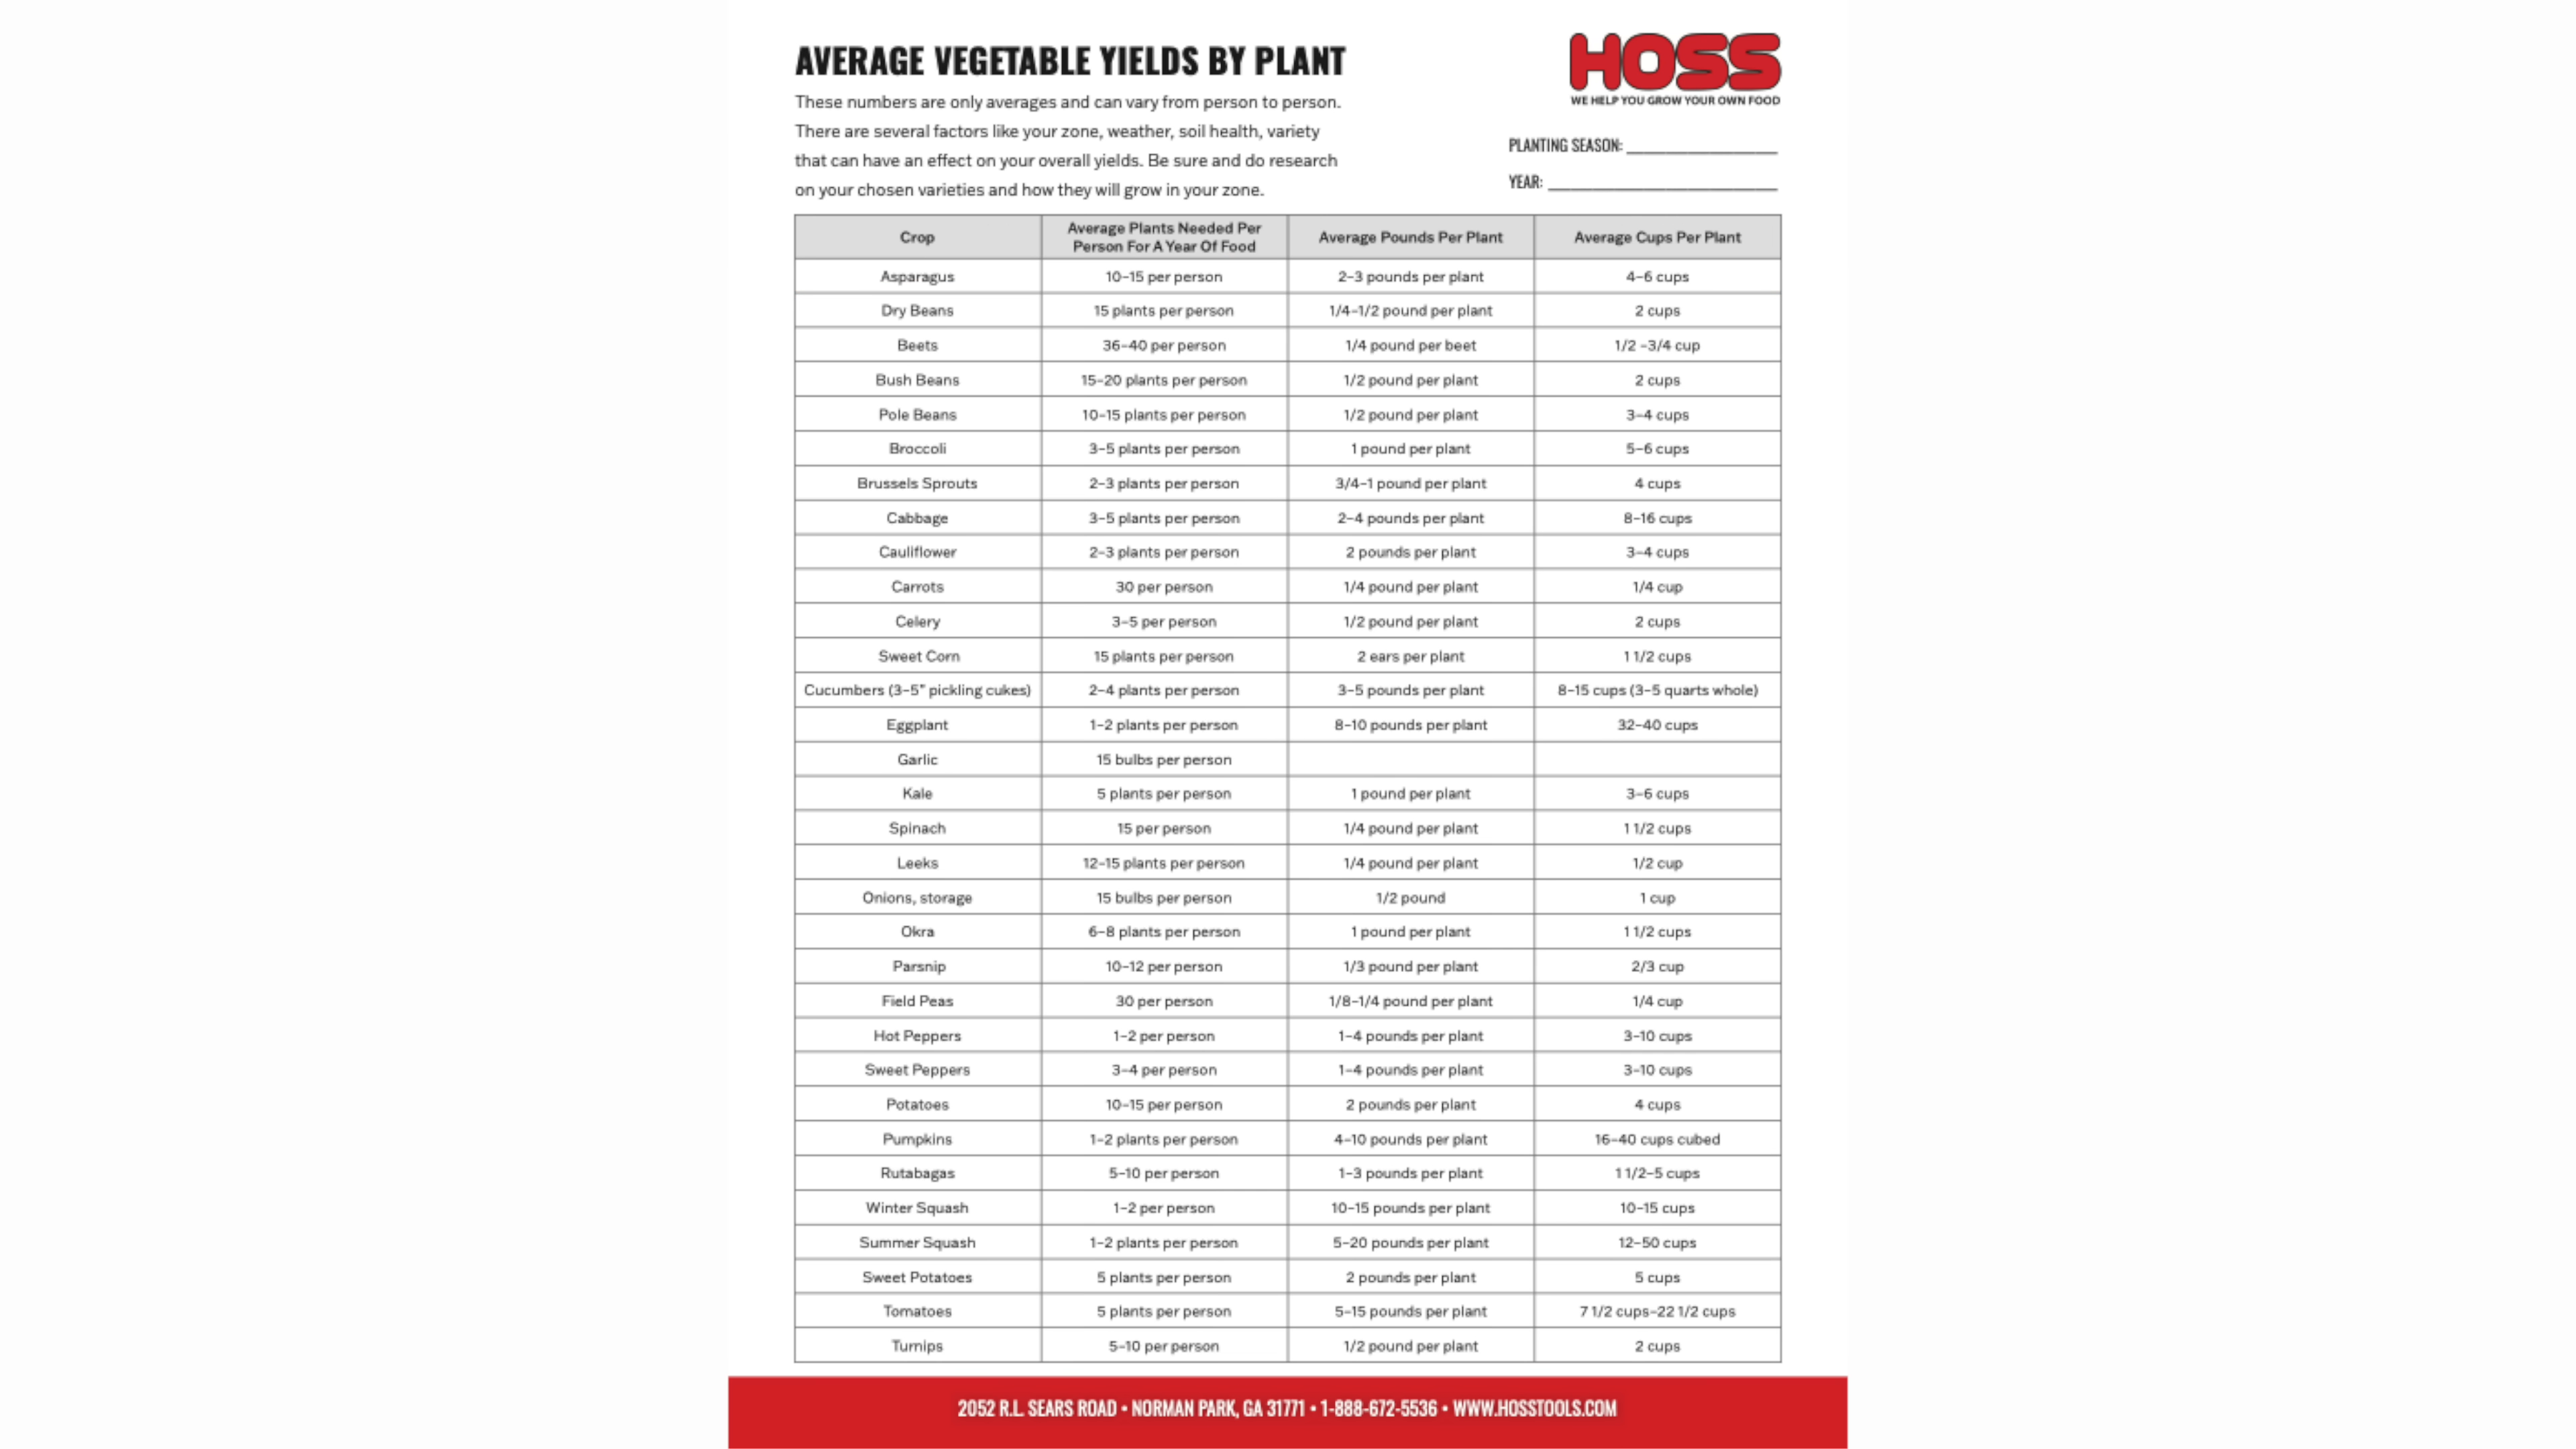 AVERAGE VEGETABLE YIELDS BY PLANT
These numbers are only averages and can vary from person to person.
There are several factors like your zone, weather, soil health, variety
that can have an effect on your overall yields. Be sure and do research
on your chosen varieties and how they will grow in your zone.
HOSS
WE HELP YOU GROW YOUR OWN FOOD
PLANTING SEASON:
YEAR:
Crop | Average Plants Needed Per Person For A Year Of Food | Average Pounds Per Plant | Average Cups Per Plant
Asparagus | 10–15 per person | 2–3 pounds per plant | 4–6 cups
Dry Beans | 15 plants per person | 1/4–1/2 pound per plant | 2 cups
Beets | 36–40 per person | 1/4 pound per beet | 1/2 –3/4 cup
Bush Beans | 15–20 plants per person | 1/2 pound per plant | 2 cups
Pole Beans | 10–15 plants per person | 1/2 pound per plant | 3–4 cups
Broccoli | 3–5 plants per person | 1 pound per plant | 5–6 cups
Brussels Sprouts | 2–3 plants per person | 3/4–1 pound per plant | 4 cups
Cabbage | 3–5 plants per person | 2–4 pounds per plant | 8–16 cups
Cauliflower | 2–3 plants per person | 2 pounds per plant | 3–4 cups
Carrots | 30 per person | 1/4 pound per plant | 1/4 cup
Celery | 3–5 per person | 1/2 pound per plant | 2 cups
Sweet Corn | 15 plants per person | 2 ears per plant | 1 1/2 cups
Cucumbers (3–5" pickling cukes) | 2–4 plants per person | 3–5 pounds per plant | 8–15 cups (3–5 quarts whole)
Eggplant | 1–2 plants per person | 8–10 pounds per plant | 32–40 cups
Garlic | 15 bulbs per person
Kale | 5 plants per person | 1 pound per plant | 3–6 cups
Spinach | 15 per person | 1/4 pound per plant | 1 1/2 cups
Leeks | 12–15 plants per person | 1/4 pound per plant | 1/2 cup
Onions, storage | 15 bulbs per person | 1/2 pound | 1 cup
Okra | 6–8 plants per person | 1 pound per plant | 1 1/2 cups
Parsnip | 10–12 per person | 1/3 pound per plant | 2/3 cup
Field Peas | 30 per person | 1/8–1/4 pound per plant | 1/4 cup
Hot Peppers | 1–2 per person | 1–4 pounds per plant | 3–10 cups
Sweet Peppers | 3–4 per person | 1–4 pounds per plant | 3–10 cups
Potatoes | 10–15 per person | 2 pounds per plant | 4 cups
Pumpkins | 1–2 plants per person | 4–10 pounds per plant | 16–40 cups cubed
Rutabagas | 5–10 per person | 1–3 pounds per plant | 1 1/2–5 cups
Winter Squash | 1–2 per person | 10–15 pounds per plant | 10–15 cups
Summer Squash | 1–2 plants per person | 5–20 pounds per plant | 12–50 cups
Sweet Potatoes | 5 plants per person | 2 pounds per plant | 5 cups
Tomatoes | 5 plants per person | 5–15 pounds per plant | 7 1/2 cups–22 1/2 cups
Turnips | 5–10 per person | 1/2 pound per plant | 2 cups
2052 R.L. SEARS ROAD • NORMAN PARK, GA 31771 • 1-888-672-5536 • WWW.HOSSTOOLS.COM